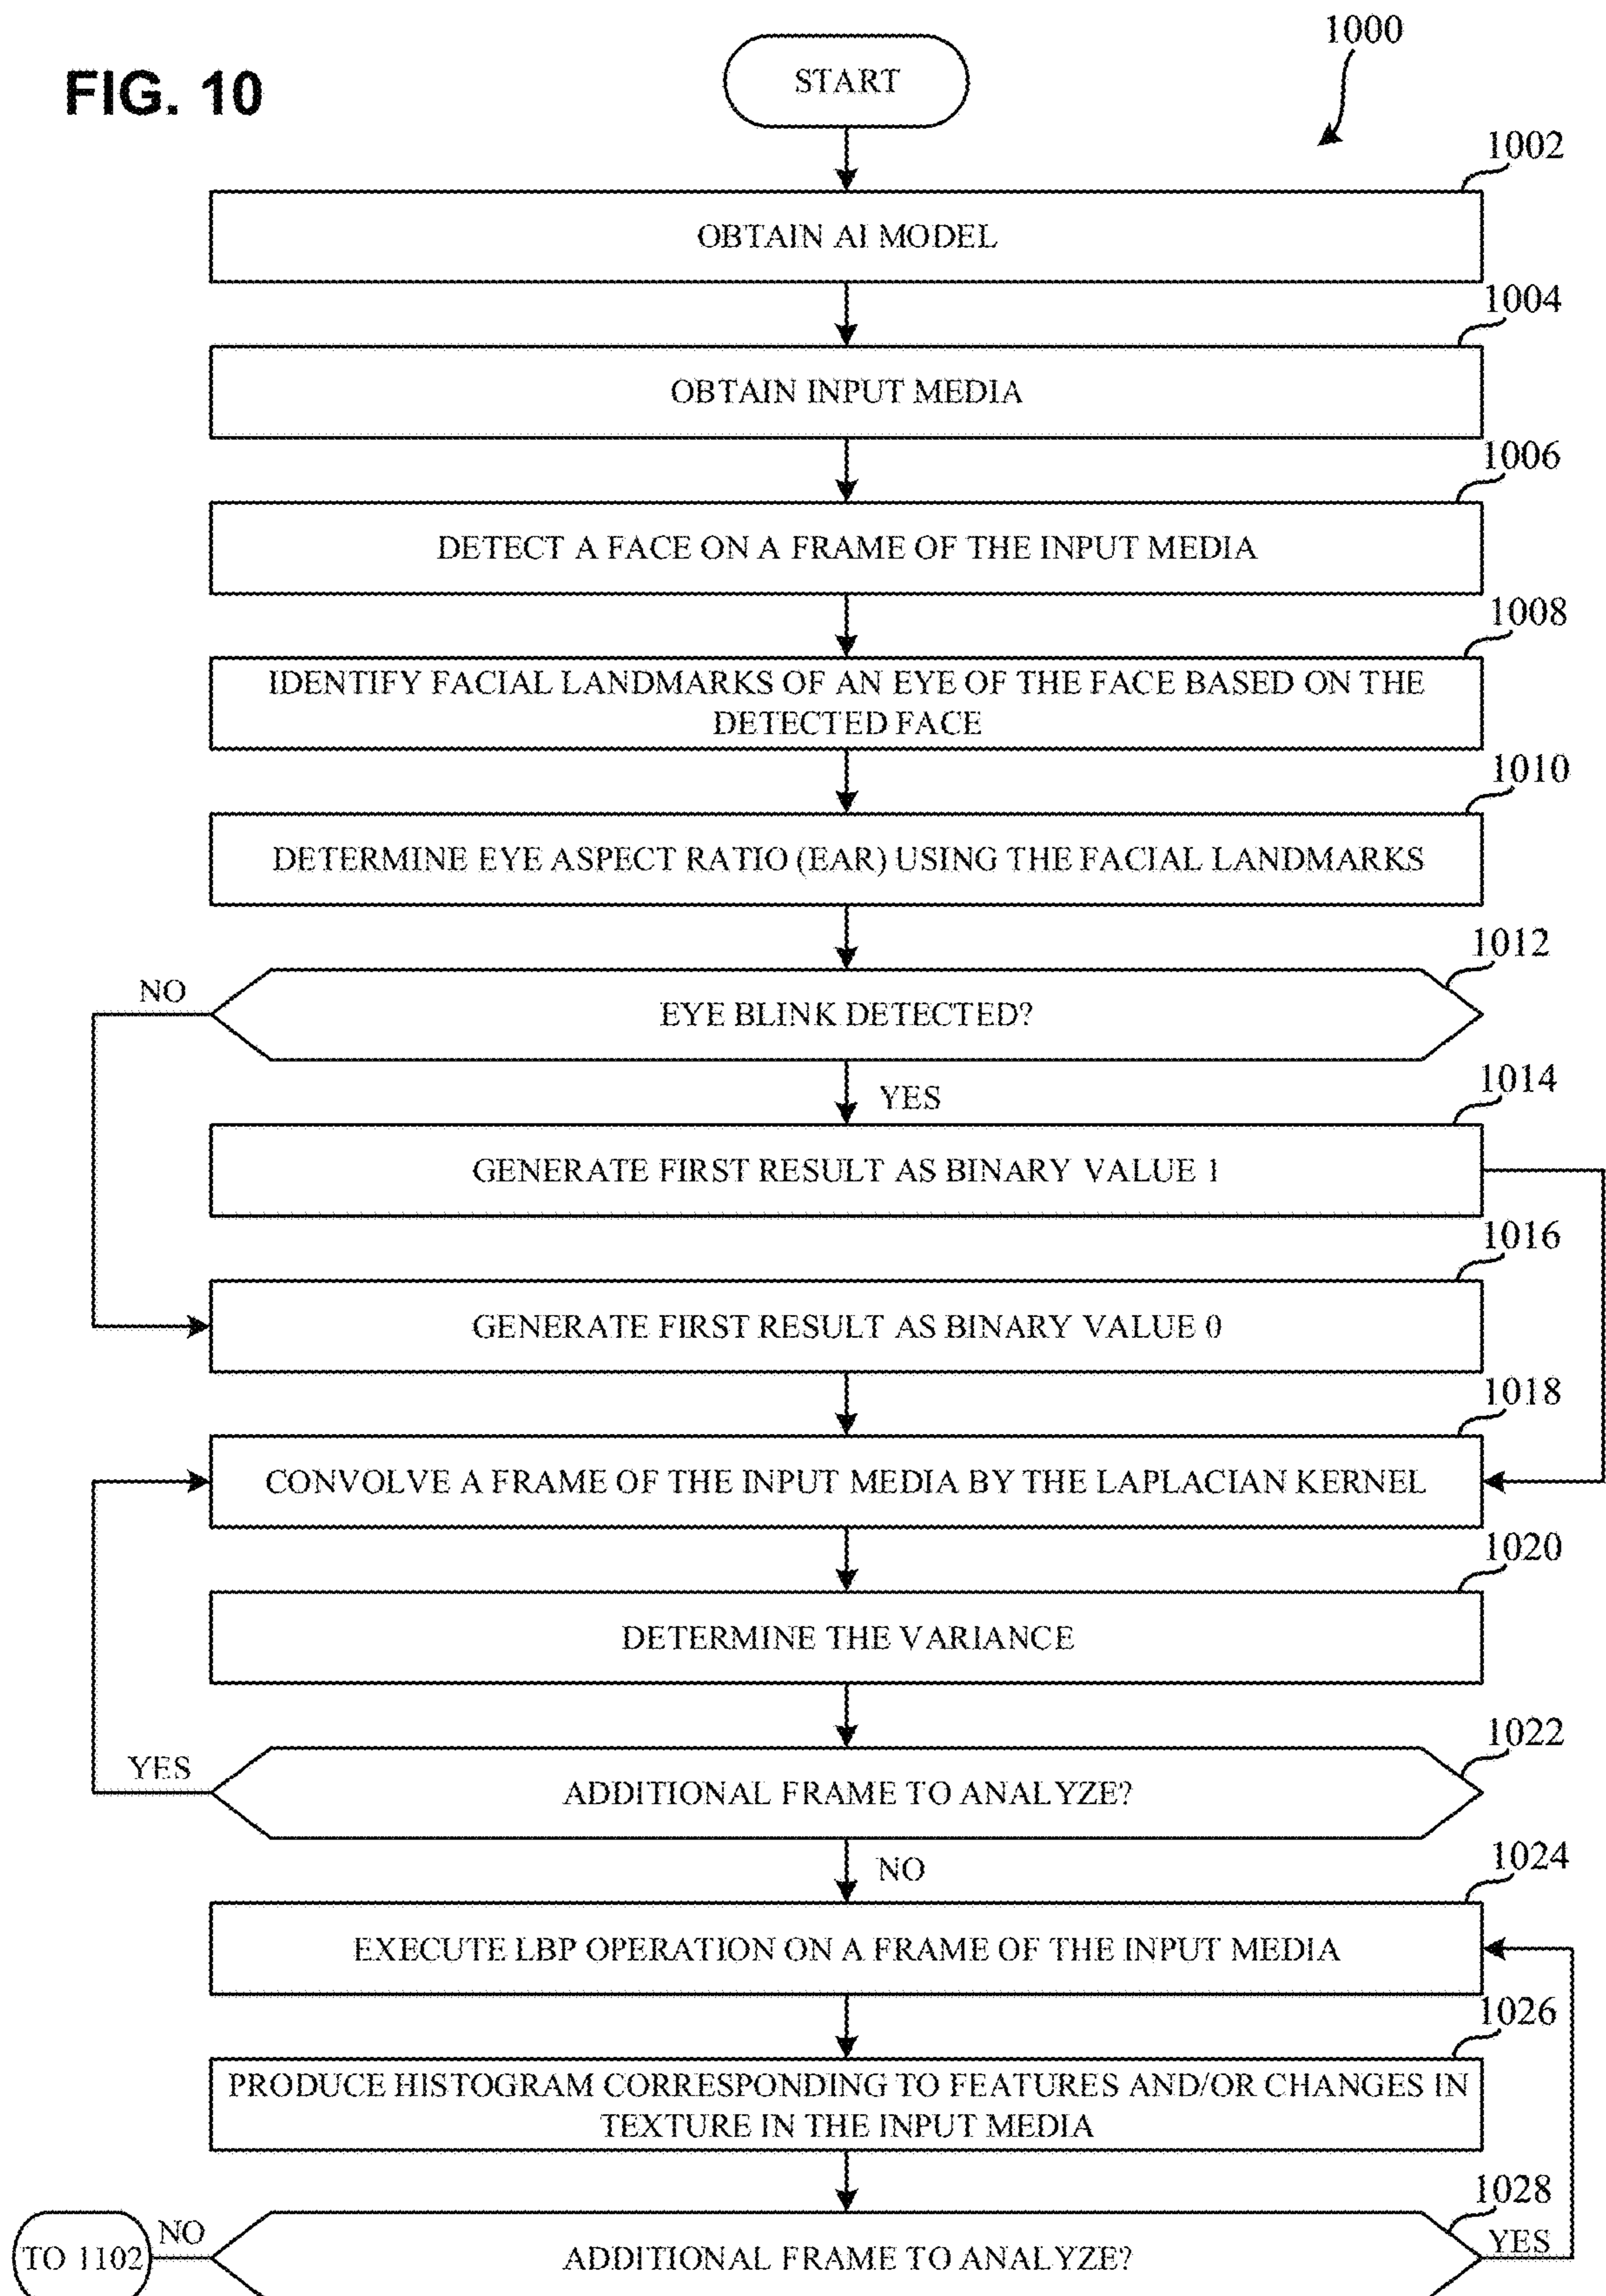 FIG. 10
1000
START
1002
OBTAIN AI MODEL
1004
OBTAIN INPUT MEDIA
1006
DETECT A FACE ON A FRAME OF THE INPUT MEDIA
1008
IDENTIFY FACIAL LANDMARKS OF AN EYE OF THE FACE BASED ON THE
DETECTED FACE
1010
DETERMINE EYE ASPECT RATIO (EAR) USING THE FACIAL LANDMARKS
1012
NO
EYE BLINK DETECTED?
YES
1014
GENERATE FIRST RESULT AS BINARY VALUE 1
1016
GENERATE FIRST RESULT AS BINARY VALUE 0
1018
CONVOLVE A FRAME OF THE INPUT MEDIA BY THE LAPLACIAN KERNEL
1020
DETERMINE THE VARIANCE
1022
YES
ADDITIONAL FRAME TO ANALYZE?
NO
1024
EXECUTE LBP OPERATION ON A FRAME OF THE INPUT MEDIA
1026
PRODUCE HISTOGRAM CORRESPONDING TO FEATURES AND/OR CHANGES IN
TEXTURE IN THE INPUT MEDIA
1028
TO 1102
NO
ADDITIONAL FRAME TO ANALYZE?
YES